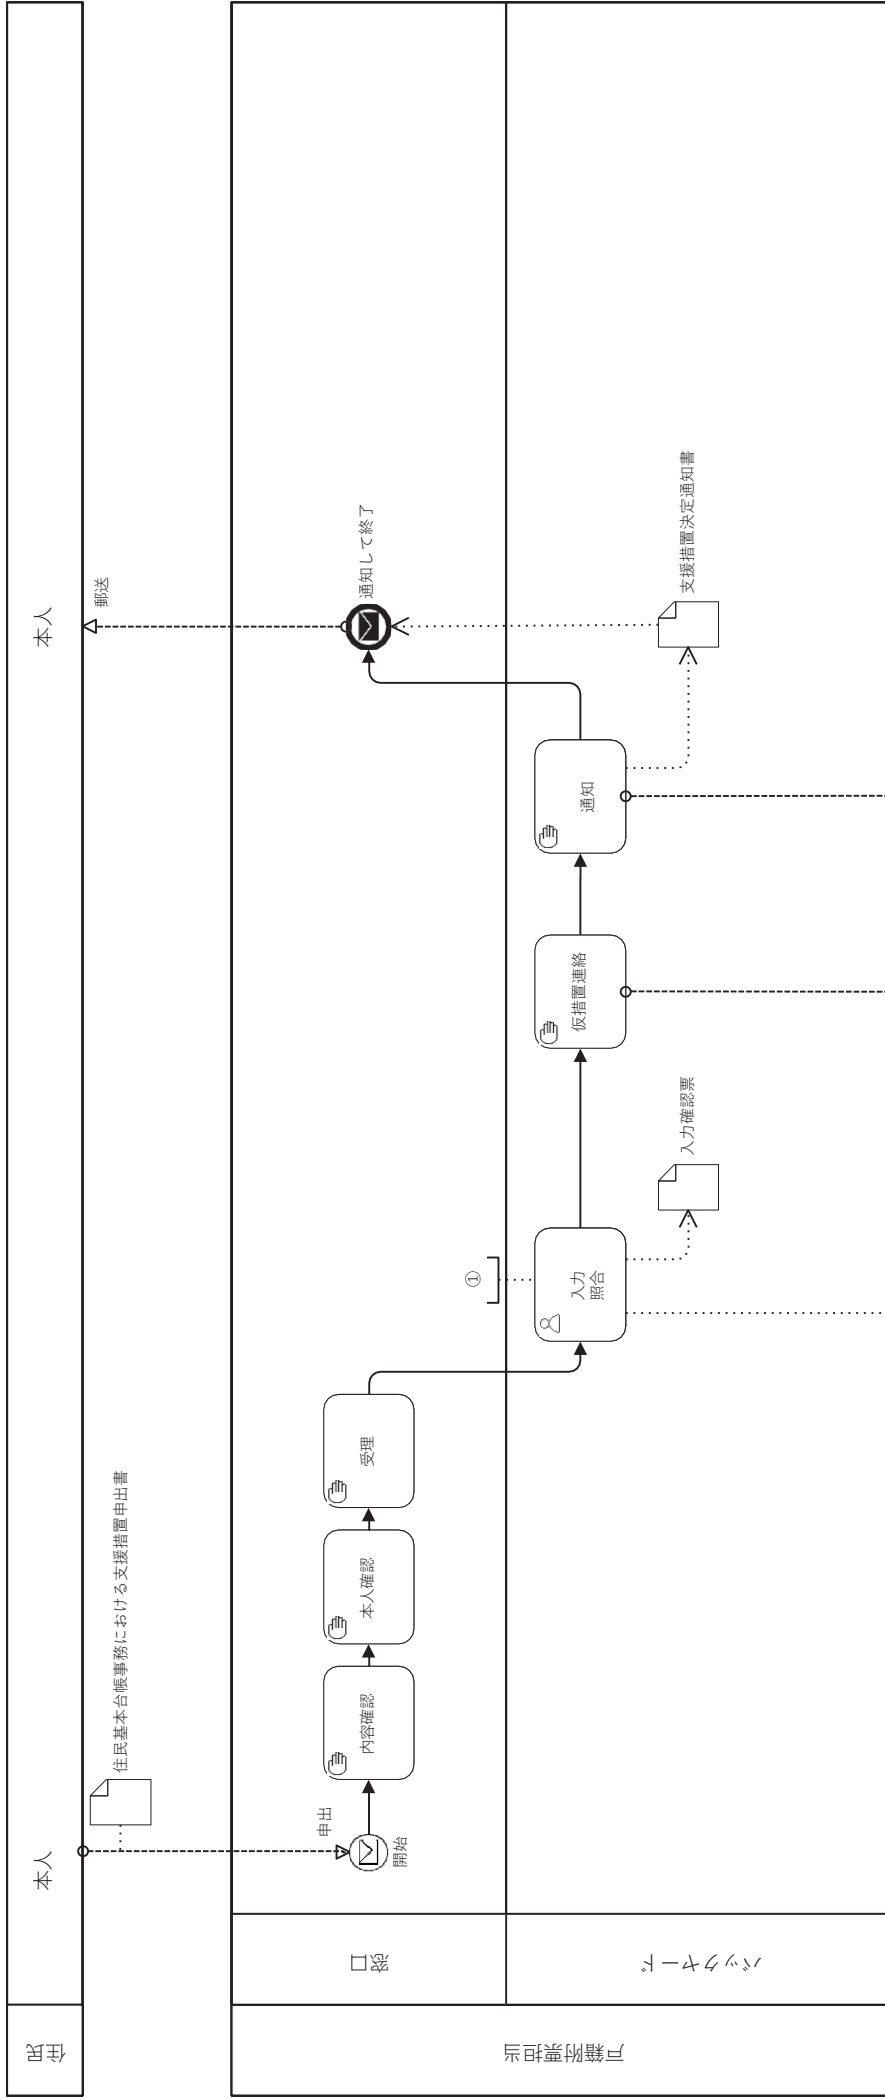 住民
本人
本人
住民基本台帳事務における支援措置申出書
郵送
戸籍附票担当
窓口
申出
開始
内容確認
本人確認
受理
通知して終了
バックヤード
①
入力
照合
入力確認票
仮措置連絡
通知
支援措置決定通知書